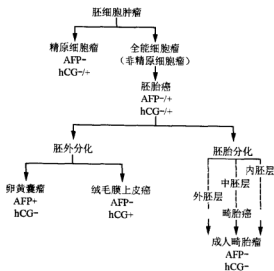 胚细胞肿瘤
精原细胞瘤
AFP−
hCG−/+
全能细胞瘤
(非精原细胞瘤)
胚胎癌
AFP−/+
hCG−/+
胚外分化
胚胎分化
卵黄囊瘤
AFP+
hCG−
绒毛膜上皮癌
AFP−
hCG+
外胚层
中胚层
内胚层
畸胎癌
成人畸胎瘤
AFP−
hCG−